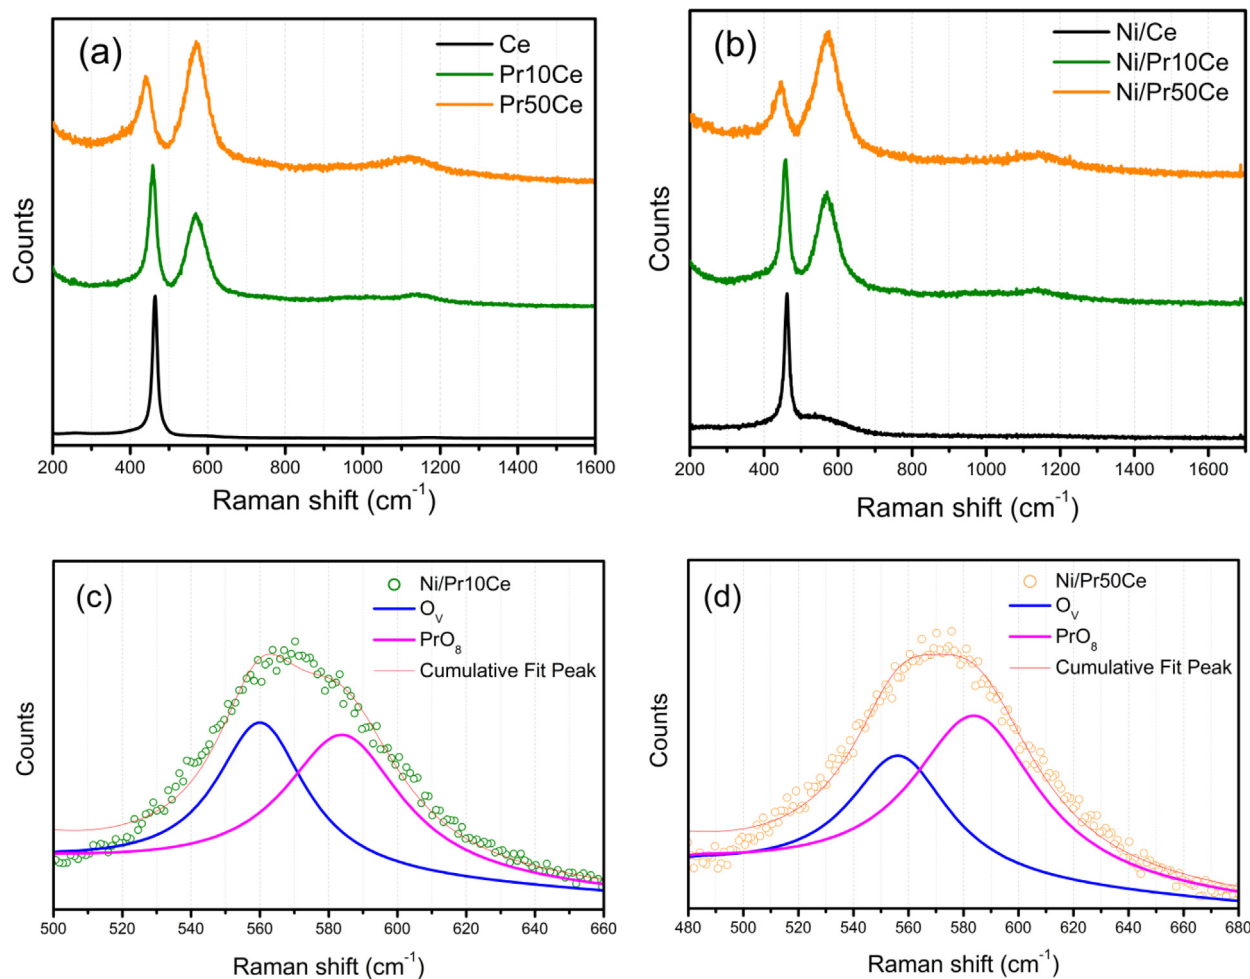 (a)
Ce
Pr10Ce
Pr50Ce
Counts
200 400 600 800 1000 1200 1400 1600
Raman shift (cm⁻¹)
(b)
Ni/Ce
Ni/Pr10Ce
Ni/Pr50Ce
Counts
200 400 600 800 1000 1200 1400 1600
Raman shift (cm⁻¹)
(c)
Ni/Pr10Ce
Oᵥ
PrO₈
Cumulative Fit Peak
Counts
500 520 540 560 580 600 620 640 660
Raman shift (cm⁻¹)
(d)
Ni/Pr50Ce
Oᵥ
PrO₈
Cumulative Fit Peak
Counts
480 500 520 540 560 580 600 620 640 660 680
Raman shift (cm⁻¹)